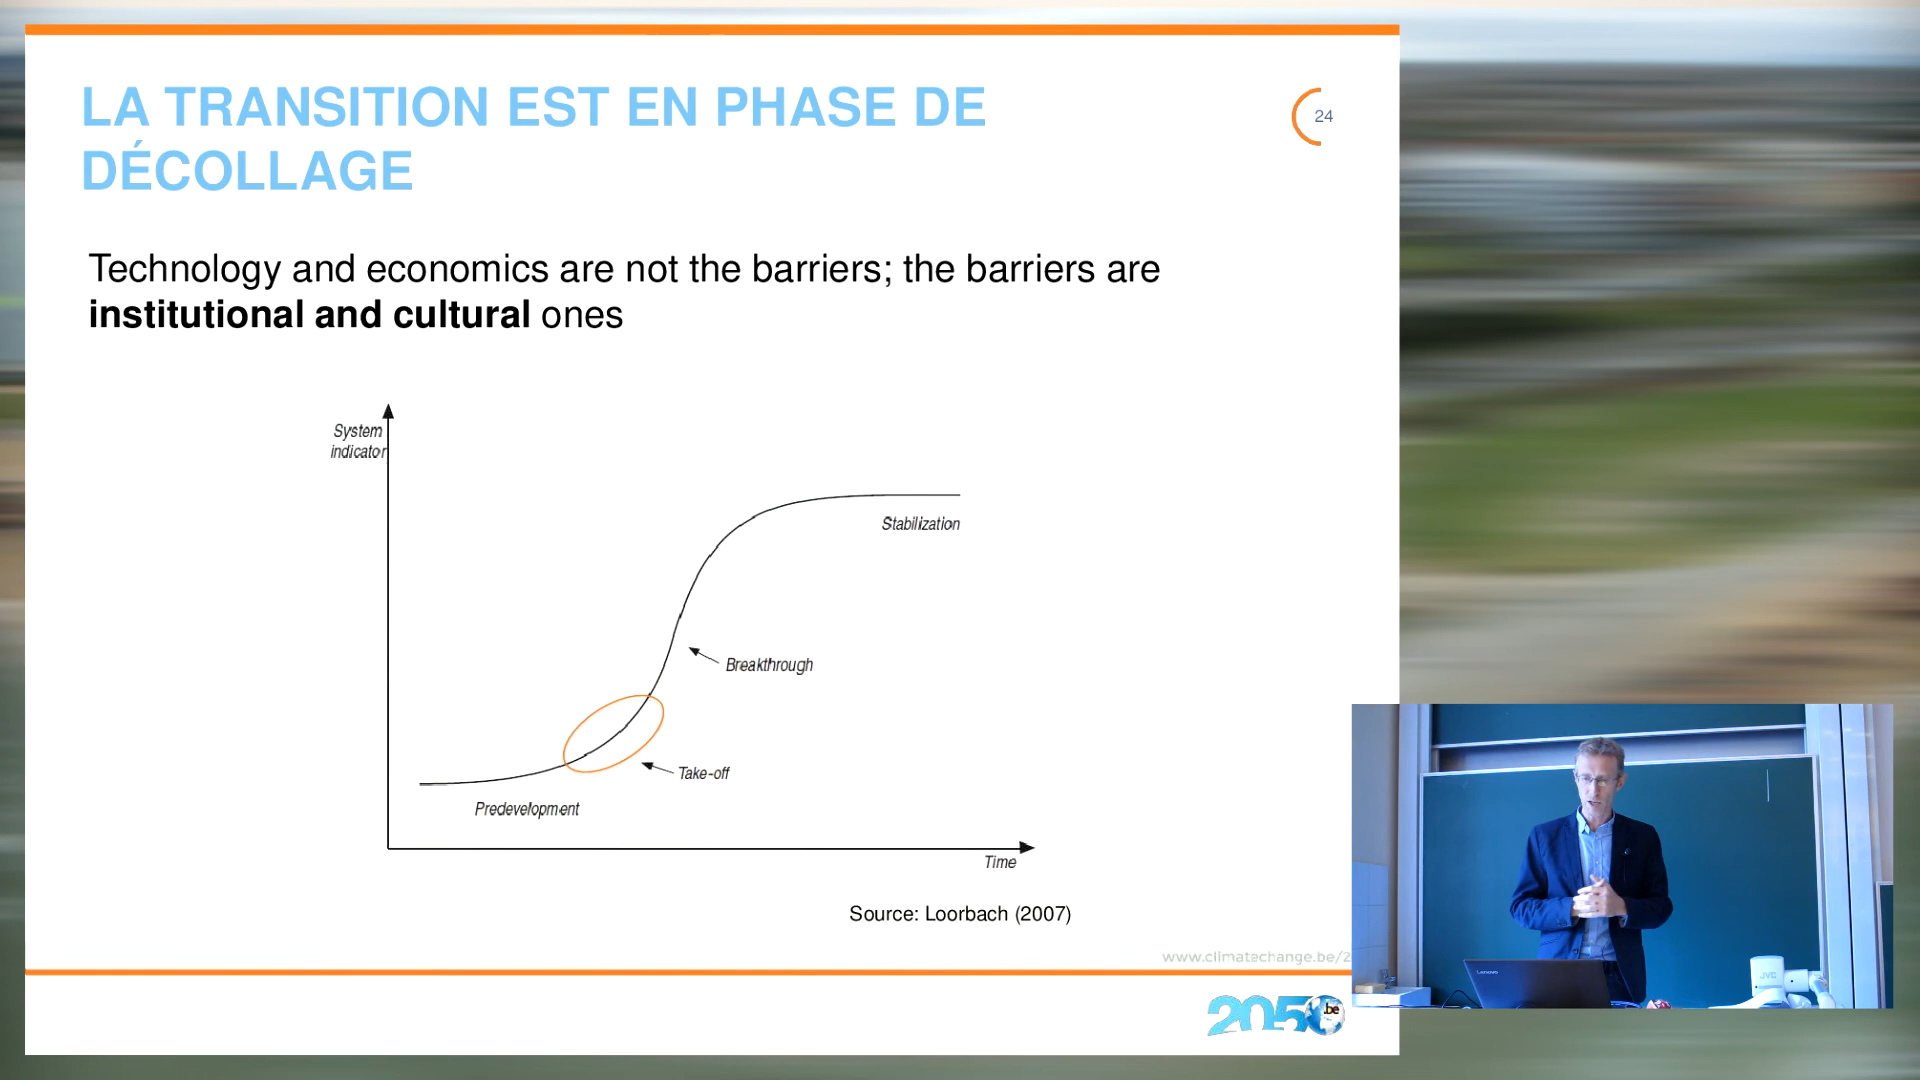 LA TRANSITION EST EN PHASE DE
DÉCOLLAGE
24
Technology and economics are not the barriers; the barriers are
institutional and cultural ones
System
indicator
Stabilization
Breakthrough
Take-off
Predevelopment
Time
Source: Loorbach (2007)
www.climatechange.be/2
2050
.be
Lenovo
JVC